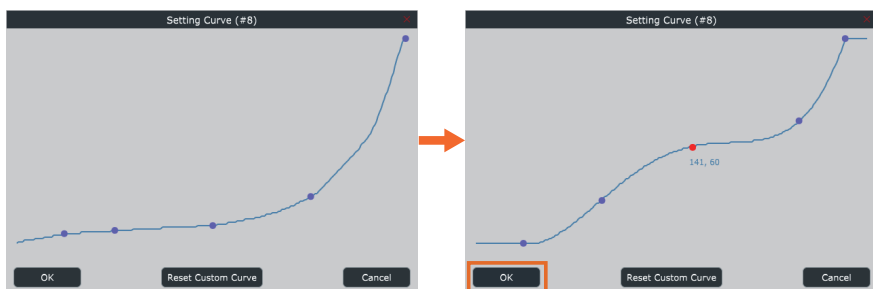 Setting Curve (#8)
×
OK
Reset Custom Curve
Cancel
Setting Curve (#8)
×
141, 60
OK
Reset Custom Curve
Cancel